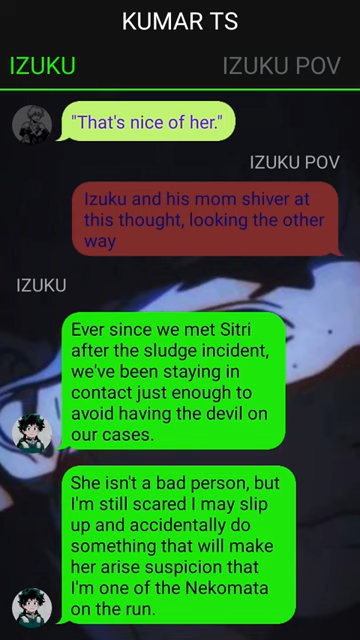 KUMAR TS
IZUKU
IZUKU POV
"That's nice of her."
IZUKU POV
Izuku and his mom shiver at
this thought, looking the other
way
IZUKU
Ever since we met Sitri
after the sludge incident,
we've been staying in
contact just enough to
avoid having the devil on
our cases.
She isn't a bad person, but
I'm still scared I may slip
up and accidentally do
something that will make
her arise suspicion that
I'm one of the Nekomata
on the run.